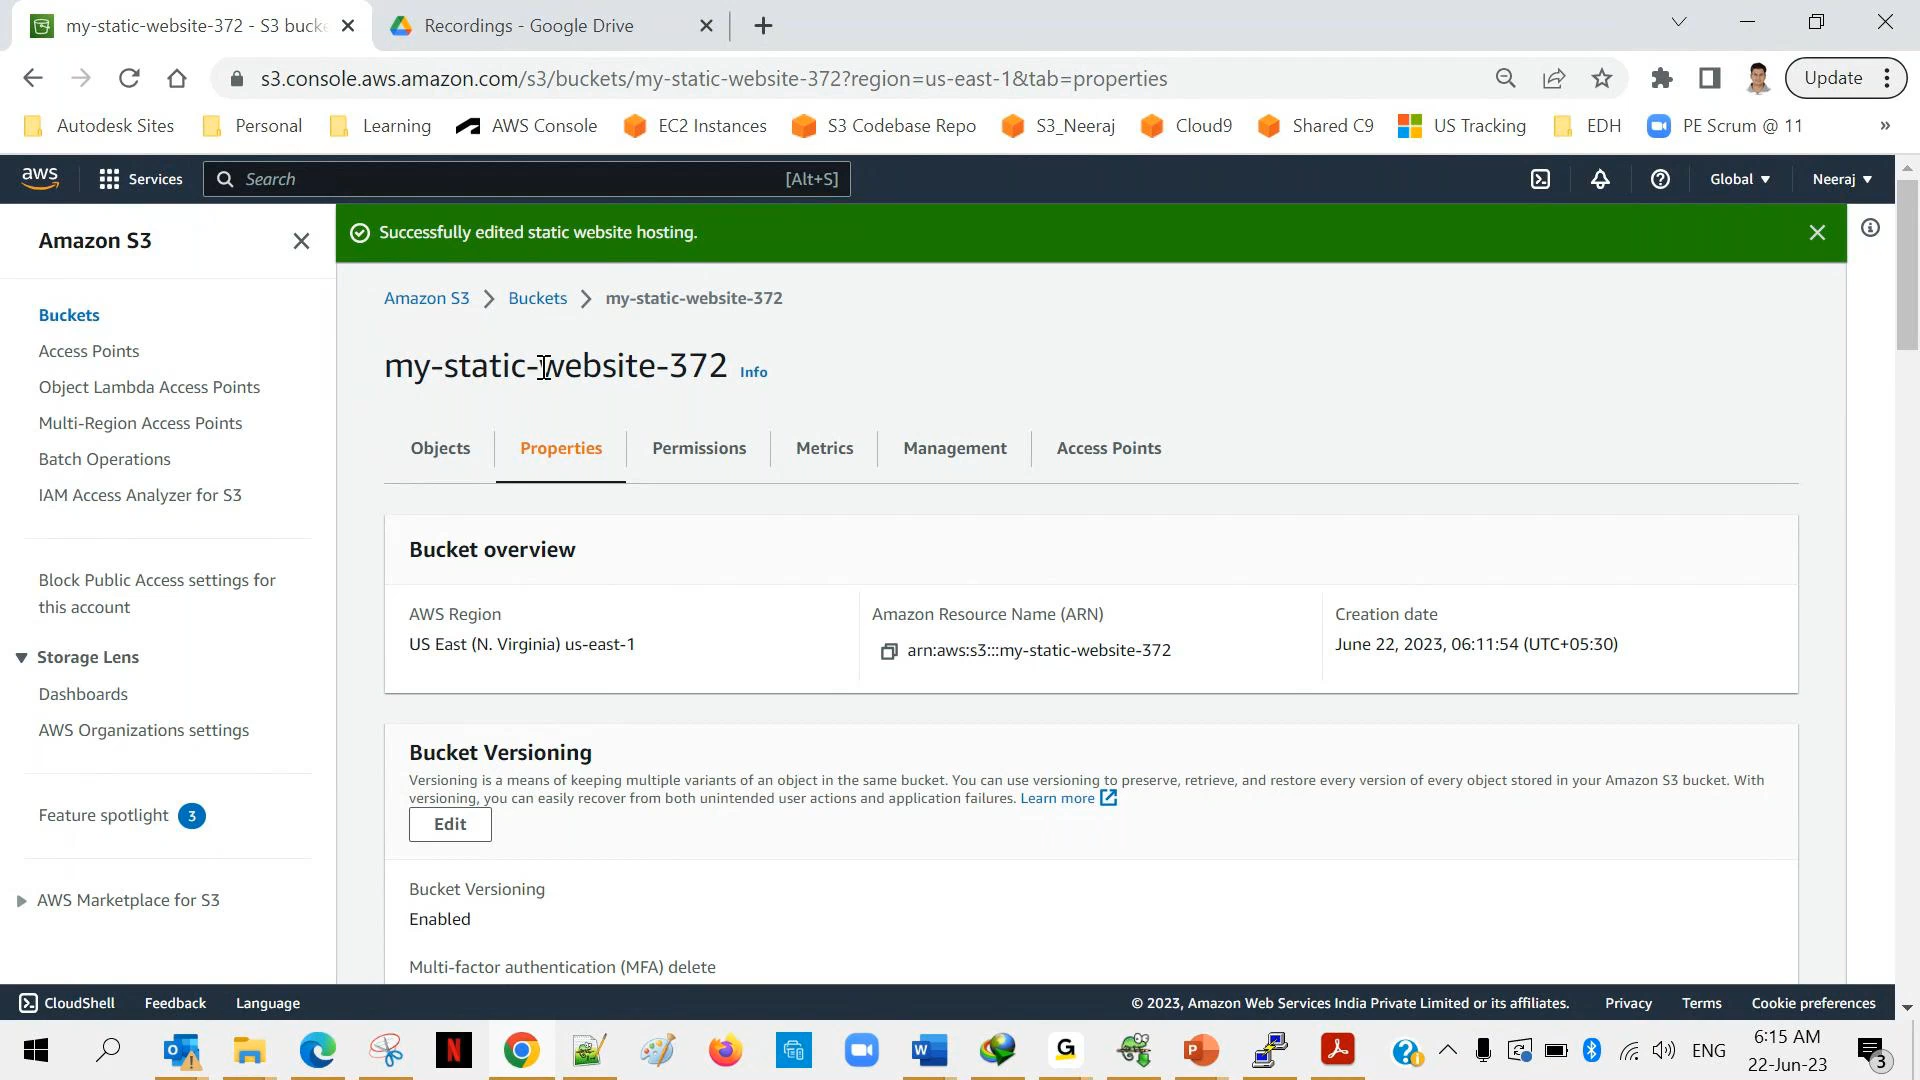 my-static-website-372 - S3 bucke
Recordings - Google Drive
s3.console.aws.amazon.com/s3/buckets/my-static-website-372?region=us-east-1&tab=properties
Update
Autodesk Sites
Personal
Learning
AWS Console
EC2 Instances
S3 Codebase Repo
S3_Neeraj
Cloud9
Shared C9
US Tracking
EDH
PE Scrum @ 11
»
aws
Services
Search
[Alt+S]
Global
Neeraj
Amazon S3
Buckets
Access Points
Object Lambda Access Points
Multi-Region Access Points
Batch Operations
IAM Access Analyzer for S3
Block Public Access settings for
this account
Storage Lens
Dashboards
AWS Organizations settings
Feature spotlight 3
AWS Marketplace for S3
Successfully edited static website hosting.
Amazon S3 > Buckets > my-static-website-372
my-static-website-372 Info
Objects
Properties
Permissions
Metrics
Management
Access Points
Bucket overview
AWS Region
US East (N. Virginia) us-east-1
Amazon Resource Name (ARN)
arn:aws:s3:::my-static-website-372
Creation date
June 22, 2023, 06:11:54 (UTC+05:30)
Bucket Versioning
Versioning is a means of keeping multiple variants of an object in the same bucket. You can use versioning to preserve, retrieve, and restore every version of every object stored in your Amazon S3 bucket. With
versioning, you can easily recover from both unintended user actions and application failures. Learn more
Edit
Bucket Versioning
Enabled
Multi-factor authentication (MFA) delete
CloudShell
Feedback
Language
© 2023, Amazon Web Services India Private Limited or its affiliates.
Privacy
Terms
Cookie preferences
ENG
6:15 AM
22-Jun-23
3